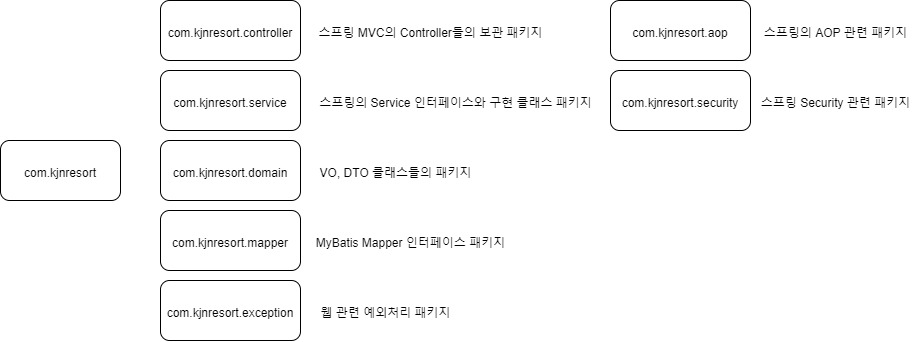 com.kjnresort.controller
스프링 MVC의 Controller들의 보관 패키지
com.kjnresort.aop
스프링의 AOP 관련 패키지
com.kjnresort.service
스프링의 Service 인터페이스와 구현 클래스 패키지
com.kjnresort.security
스프링 Security 관련 패키지
com.kjnresort
com.kjnresort.domain
VO, DTO 클래스들의 패키지
com.kjnresort.mapper
MyBatis Mapper 인터페이스 패키지
com.kjnresort.exception
웹 관련 예외처리 패키지